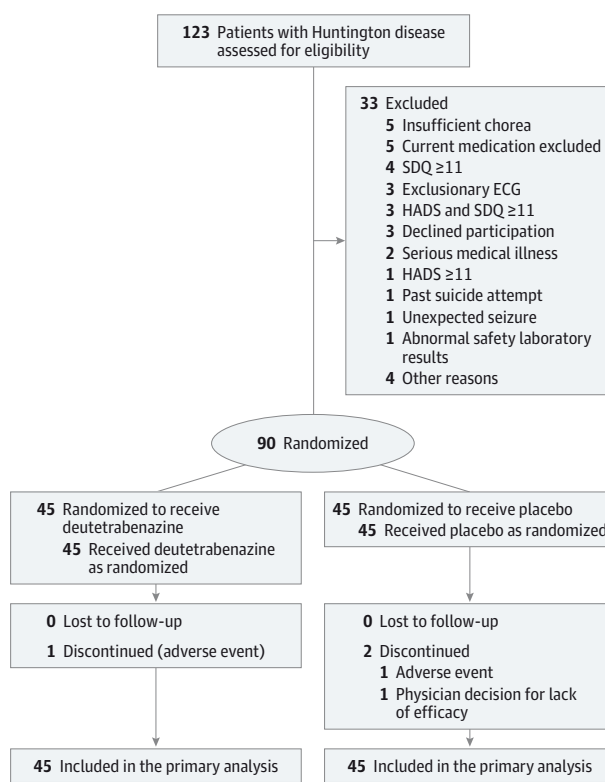 123 Patients with Huntington disease
assessed for eligibility
33 Excluded
5 Insufficient chorea
5 Current medication excluded
4 SDQ ≥11
3 Exclusionary ECG
3 HADS and SDQ ≥11
3 Declined participation
2 Serious medical illness
1 HADS ≥11
1 Past suicide attempt
1 Unexpected seizure
1 Abnormal safety laboratory
results
4 Other reasons
90 Randomized
45 Randomized to receive
deutetrabenazine
45 Received deutetrabenazine
as randomized
45 Randomized to receive placebo
45 Received placebo as randomized
0 Lost to follow-up
1 Discontinued (adverse event)
0 Lost to follow-up
2 Discontinued
1 Adverse event
1 Physician decision for lack
of efficacy
45 Included in the primary analysis
45 Included in the primary analysis